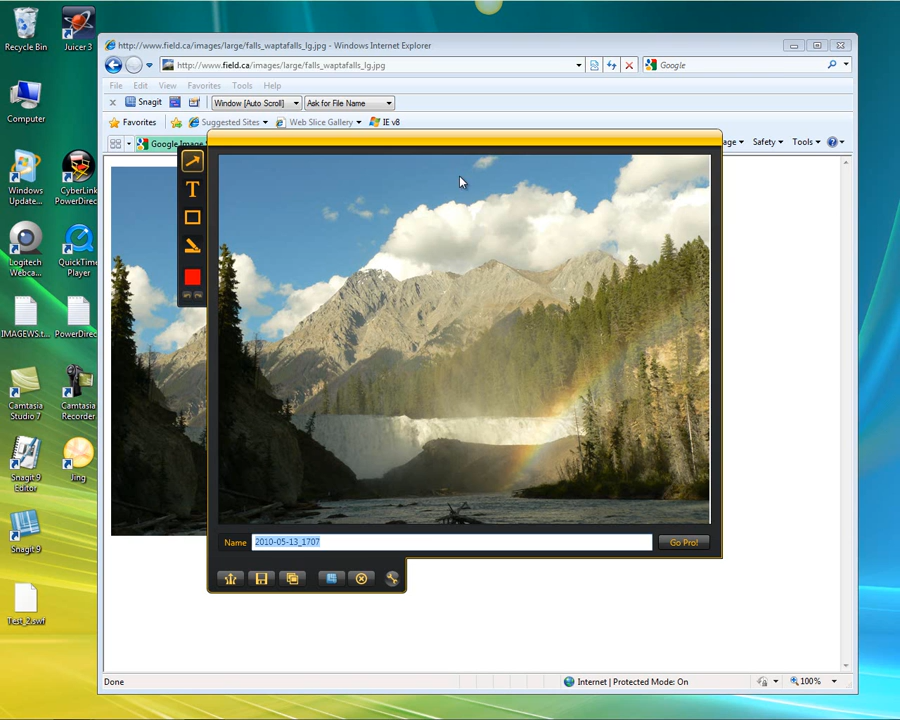 Recycle Bin
Juicer 3
Computer
Windows Update...
CyberLink PowerDirec
Logitech Webca...
QuickTime Player
IMAGEWS.t...
PowerDirec
Camtasia Studio 7
Camtasia Recorder
Snagit 9 Editor
Jing
Snagit 9
Test_2.swf
http://www.field.ca/images/large/falls_waptafalls_lg.jpg - Windows Internet Explorer
http://www.field.ca/images/large/falls_waptafalls_lg.jpg
Google
File Edit View Favorites Tools Help
x Snagit Window [Auto Scroll] Ask for File Name
Favorites Suggested Sites Web Slice Gallery IE v8
Google Image
age Safety Tools
T
Name 2010-05-13_1707 Go Pro!
Done Internet | Protected Mode: On 100%